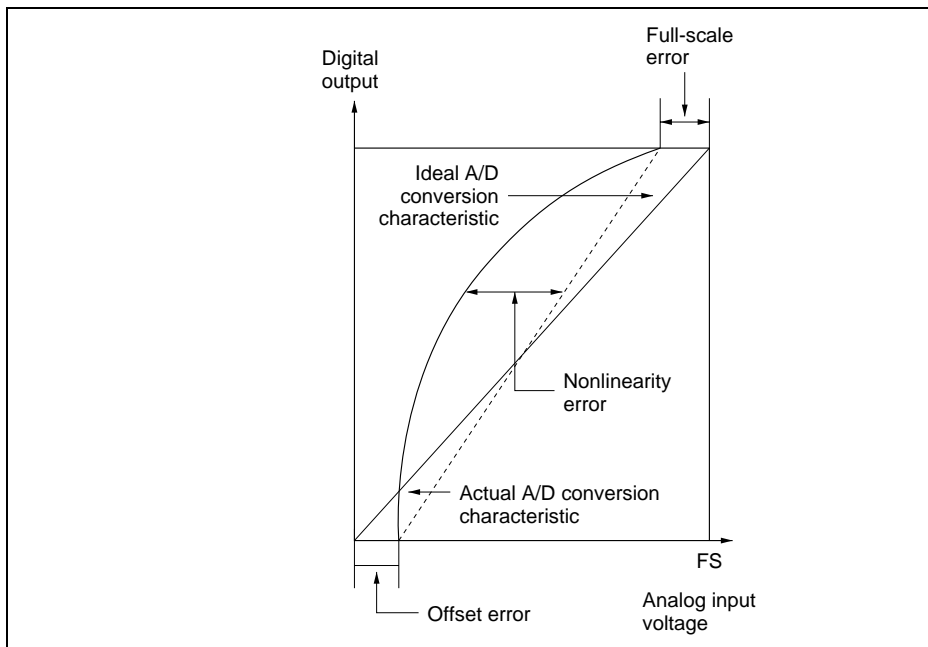 Full-scale
error
Digital
output
Ideal A/D
conversion
characteristic
Nonlinearity
error
Actual A/D conversion
characteristic
FS
Offset error
Analog input
voltage